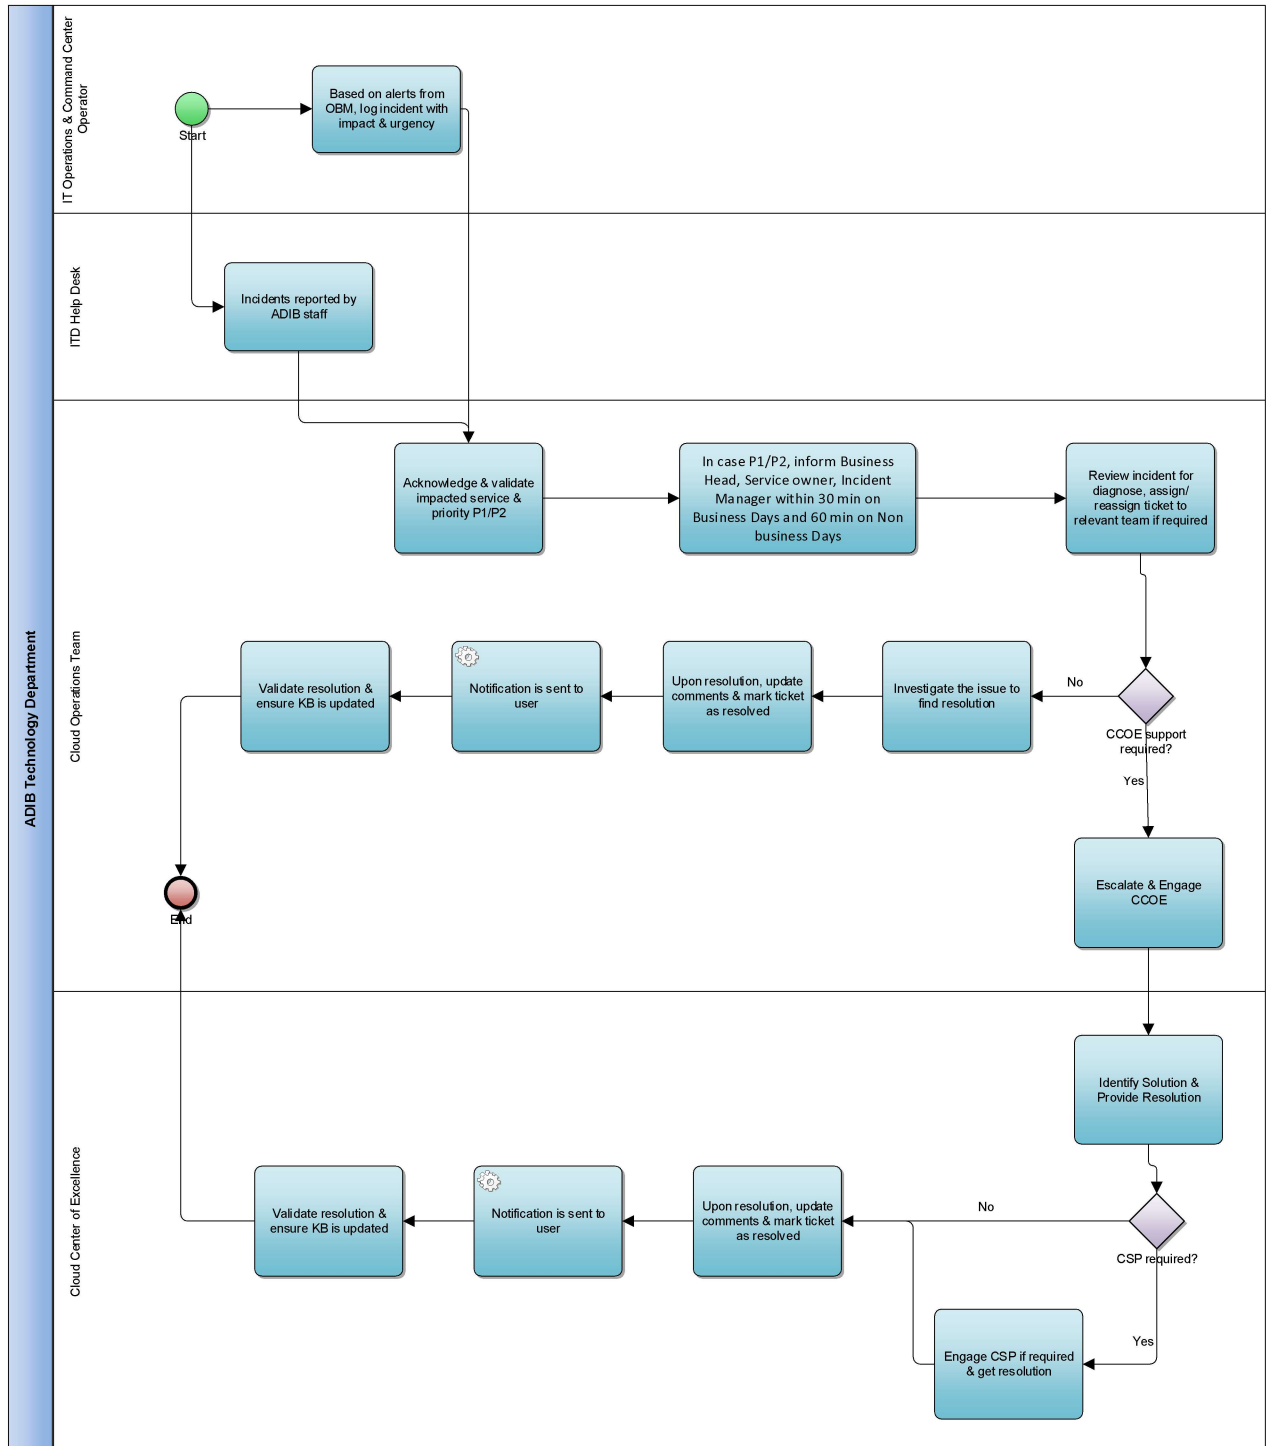 ADIB Technology Department
IT Operations & Command Center
Operator
Start
Based on alerts from
OBM, log incident with
impact & urgency
ITD Help Desk
Incidents reported by
ADIB staff
Cloud Operations Team
Acknowledge & validate
impacted service &
priority P1/P2
In case P1/P2, inform Business
Head, Service owner, Incident
Manager within 30 min on
Business Days and 60 min on Non
business Days
Review incident for
diagnose, assign/
reassign ticket to
relevant team if required
CCOE support
required?
No
Investigate the issue to
find resolution
Upon resolution, update
comments & mark ticket
as resolved
Notification is sent to
user
Validate resolution &
ensure KB is updated
End
Yes
Escalate & Engage
CCOE
Cloud Center of Excellence
Identify Solution &
Provide Resolution
CSP required?
No
Upon resolution, update
comments & mark ticket
as resolved
Notification is sent to
user
Validate resolution &
ensure KB is updated
Yes
Engage CSP if required
& get resolution